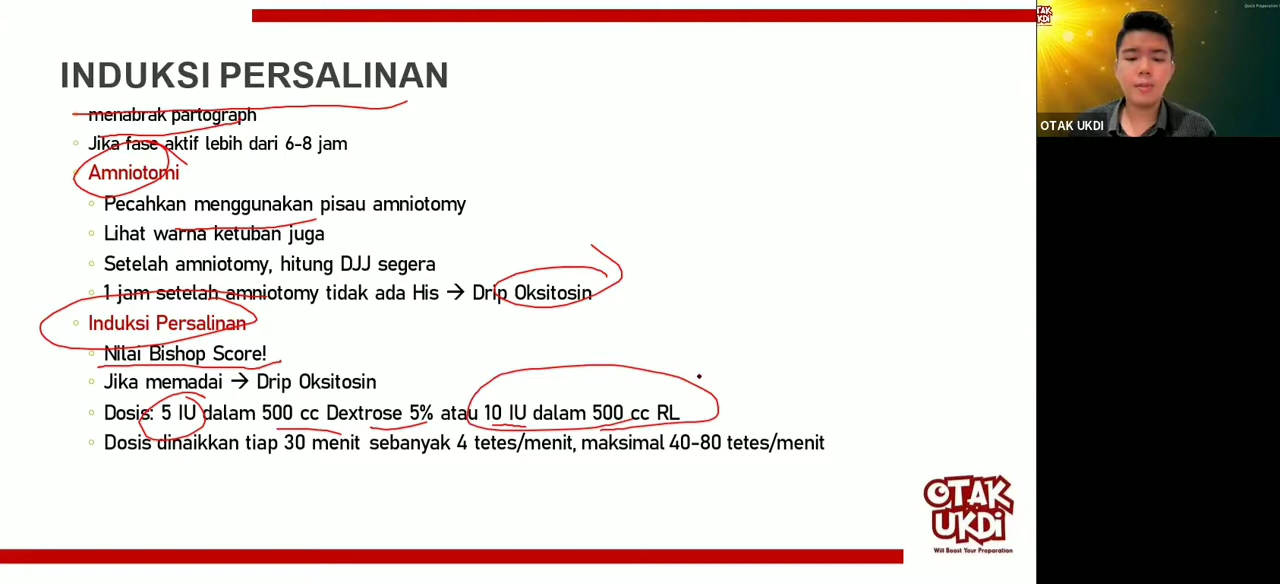 INDUKSI PERSALINAN
menabrak partograph
Jika fase aktif lebih dari 6-8 jam
Amniotomi
Pecahkan menggunakan pisau amniotomy
Lihat warna ketuban juga
Setelah amniotomy, hitung DJJ segera
1 jam setelah amniotomy tidak ada His → Drip Oksitosin
Induksi Persalinan
Nilai Bishop Score!
Jika memadai → Drip Oksitosin
Dosis: 5 IU dalam 500 cc Dextrose 5% atau 10 IU dalam 500 cc RL
Dosis dinaikkan tiap 30 menit sebanyak 4 tetes/menit, maksimal 40-80 tetes/menit
OTAK
UKDI
Will Boost Your Preparation
OTAK
UKDI
Quick Preparation
OTAK UKDI